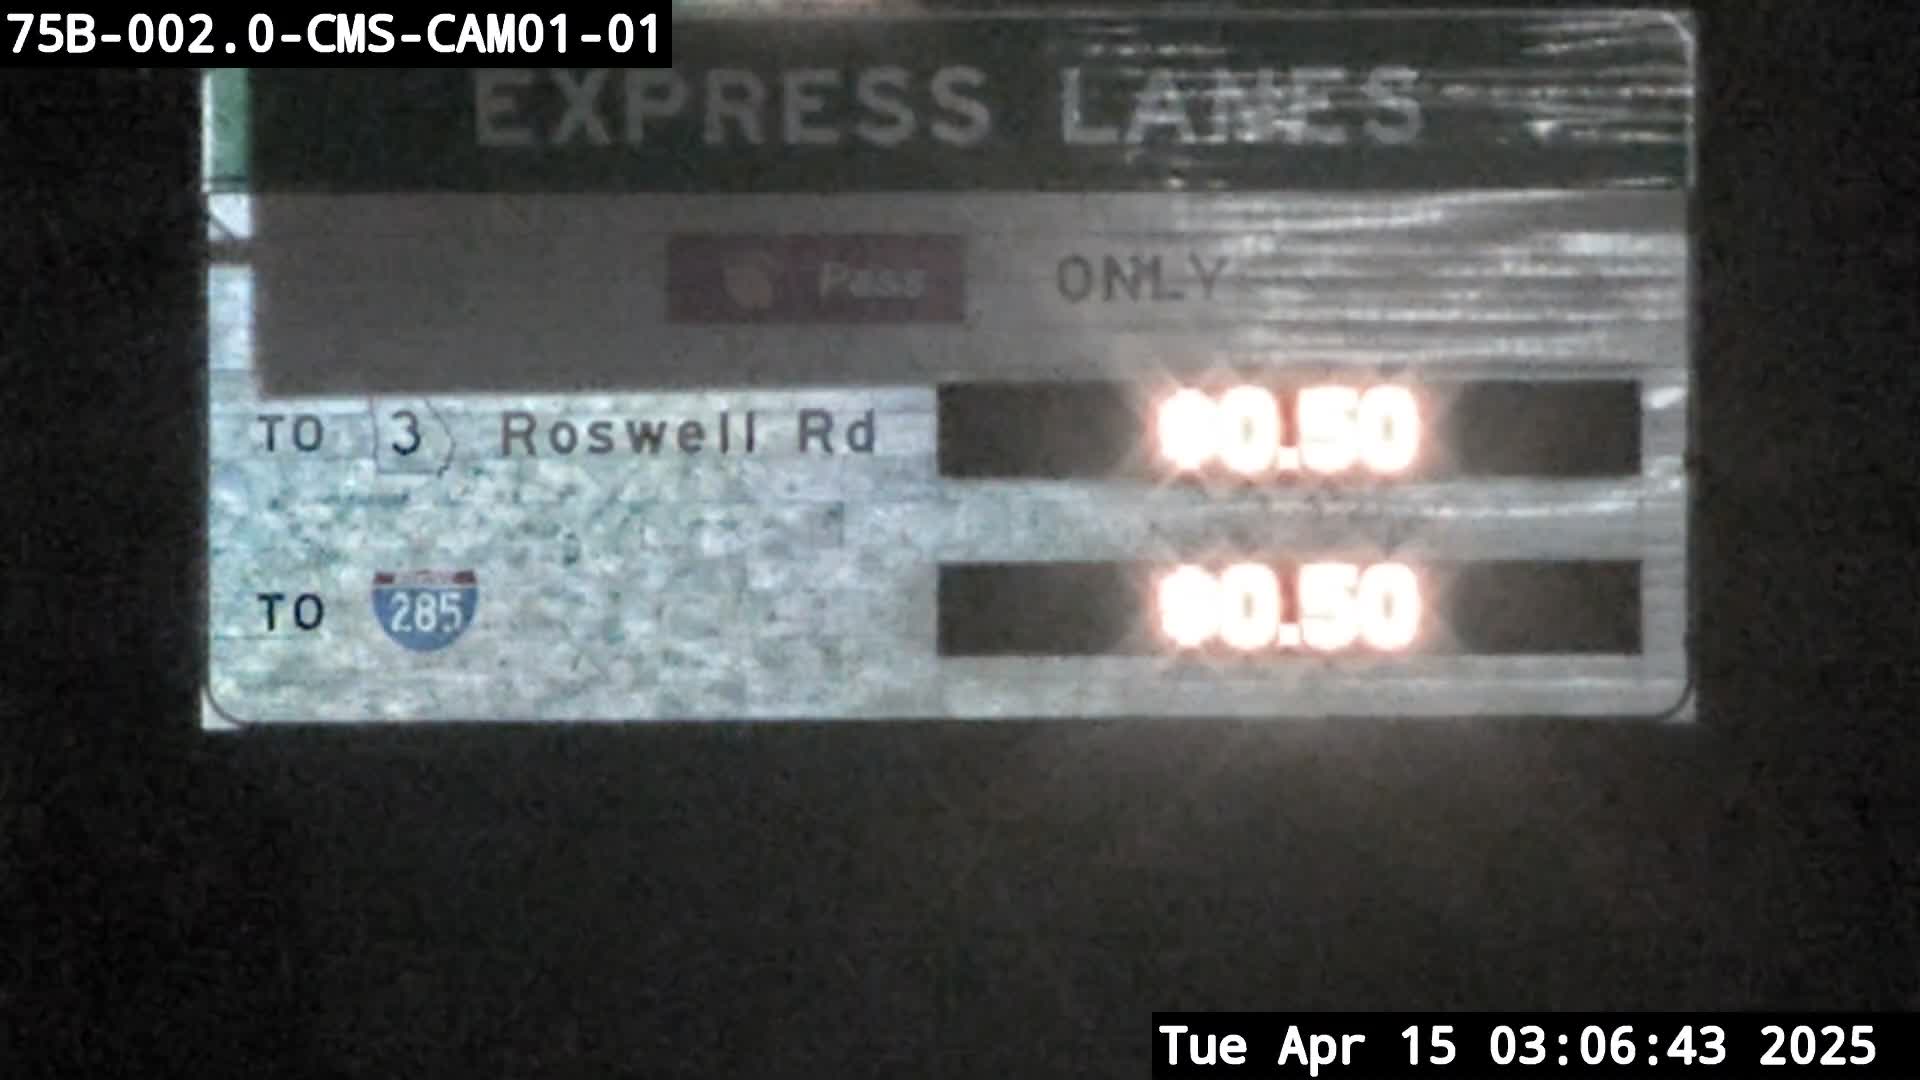 75B-002.0-CMS-CAM01-01
EXPRESS LANES
Pass ONLY
TO 3 Roswell Rd $0.50
TO 285 $0.50
Tue Apr 15 03:06:43 2025